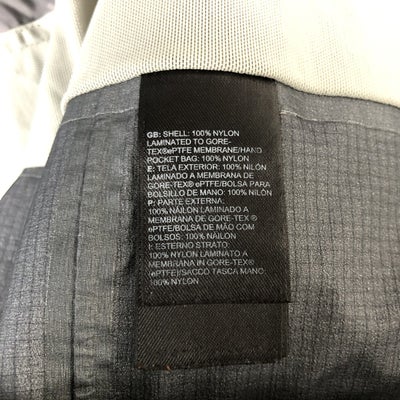 GB: SHELL: 100% NYLON
LAMINATED TO GORE-
TEX®ePTFE MEMBRANE/HAND
POCKET BAG: 100% NYLON
E: TELA EXTERIOR: 100% NILÓN
LAMINADO A MEMBRANA DE
GORE-TEX® ePTFE/BOLSA PARA
BOLSILLO DE MANO: 100% NILÓN
P: PARTE EXTERNA:
100% NÁILON LAMINADO A
MEMBRANA DE GORE-TEX ®
ePTFE/BOLSA DE MÃO COM
BOLSOS: 100% NÁILON
I: ESTERNO STRATO:
100% NYLON LAMINATO A
MEMBRANA IN GORE-TEX®
(ePTFE)/SACCO TASCA MANO:
100% NYLON